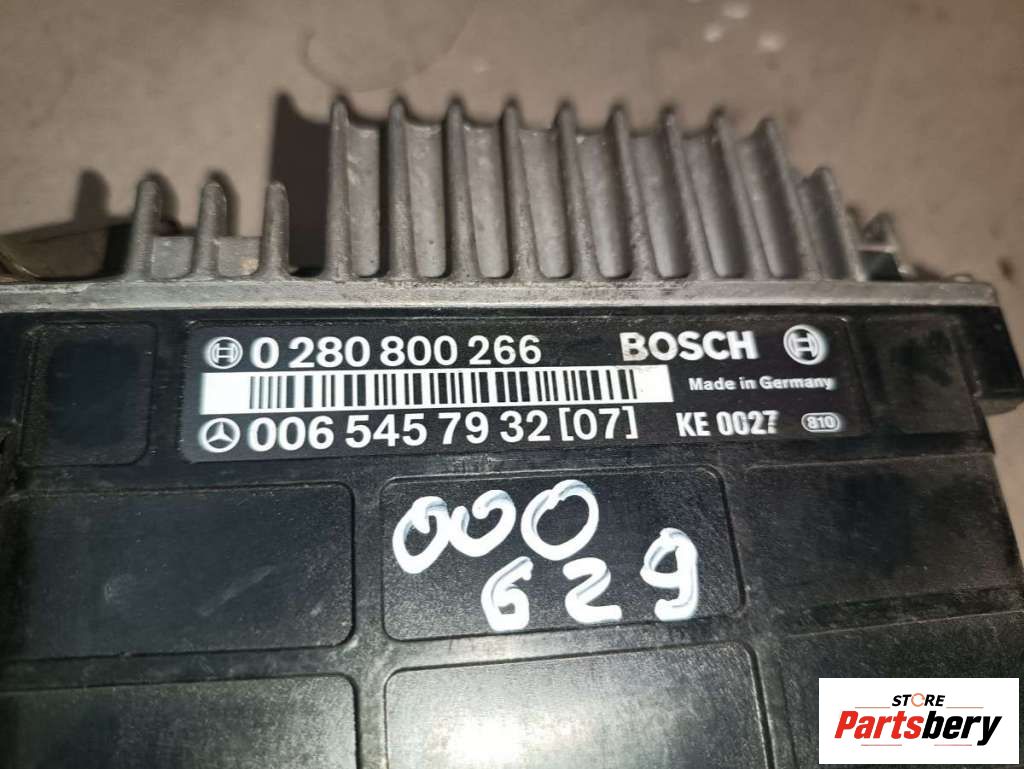 0 280 800 266 BOSCH
Made in Germany
006 545 79 32 [07] KE 0027 810
000
629
STORE
Partsbery